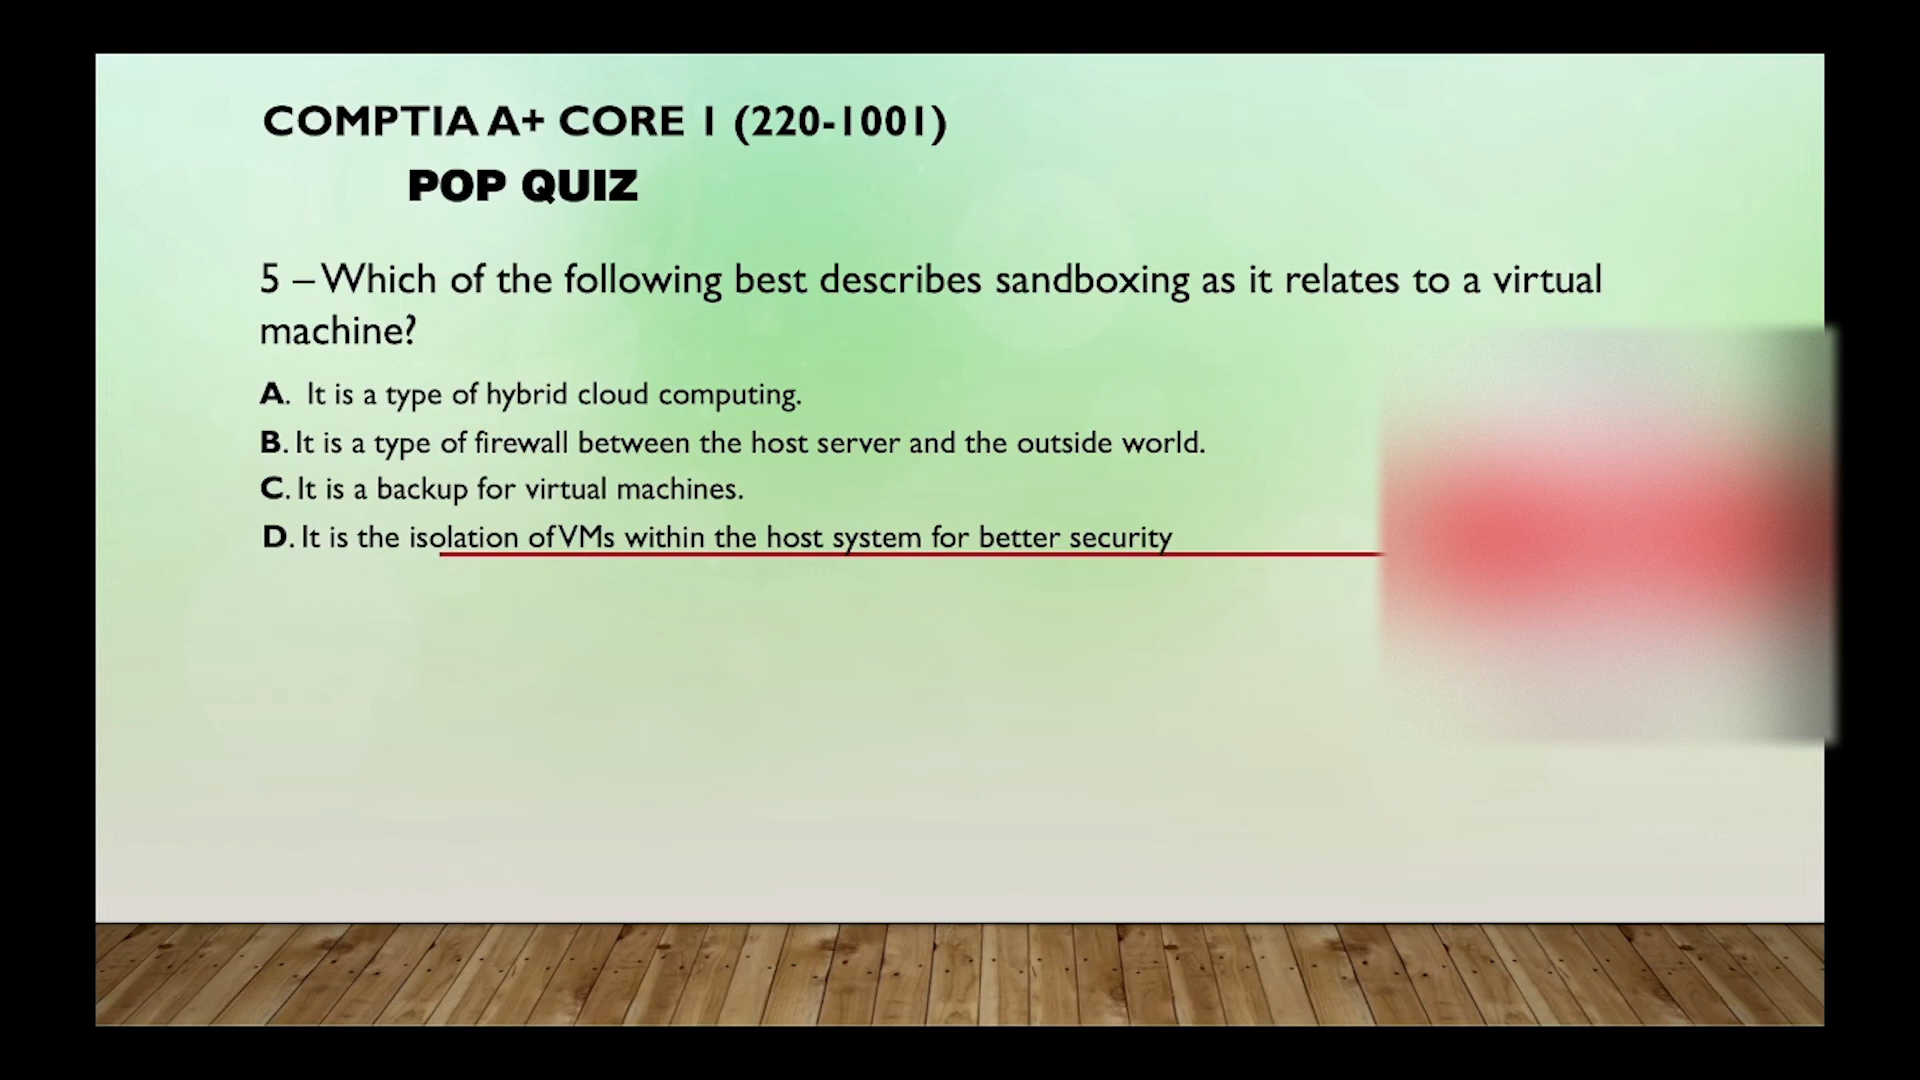 COMPTIA A+ CORE 1 (220-1001)
POP QUIZ
5 – Which of the following best describes sandboxing as it relates to a virtual
machine?
A. It is a type of hybrid cloud computing.
B. It is a type of firewall between the host server and the outside world.
C. It is a backup for virtual machines.
D. It is the isolation of VMs within the host system for better security